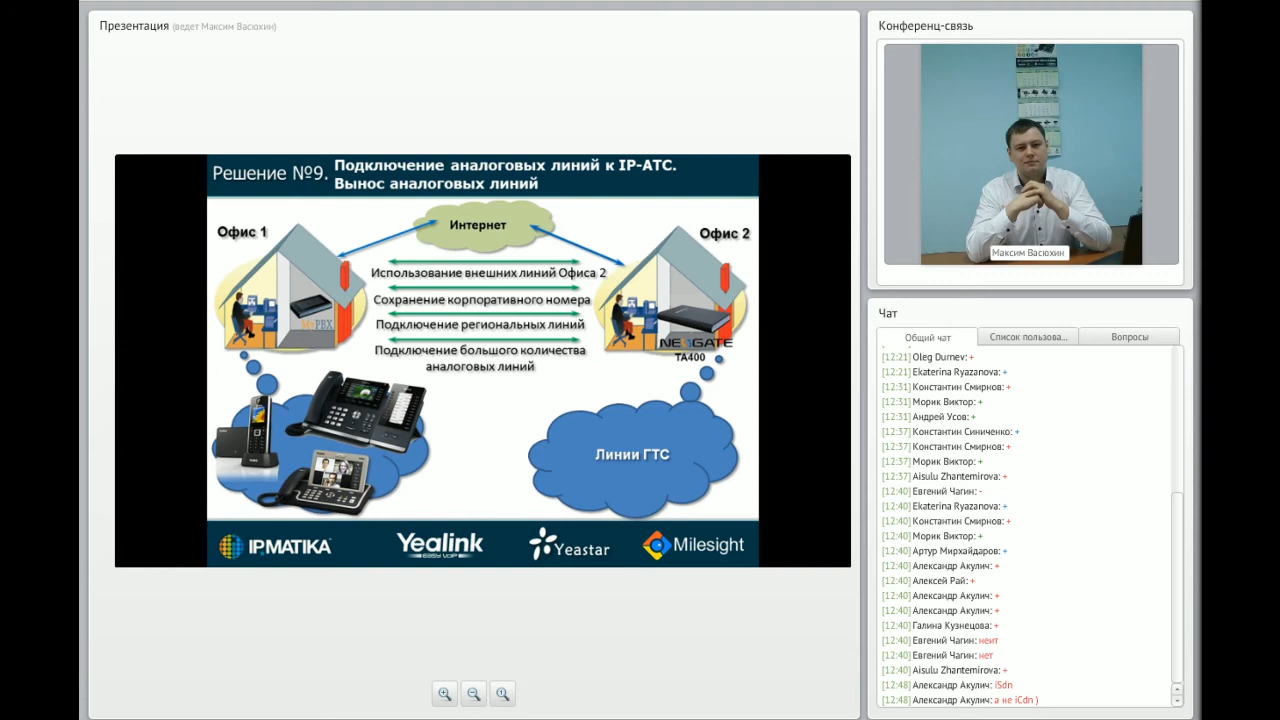 Презентация (ведет Максим Васюхин)
Решение №9.
Подключение аналоговых линий к IP-АТС.
Вынос аналоговых линий
Офис 1
Интернет
Офис 2
Использование внешних линий Офиса 2
Сохранение корпоративного номера
Подключение региональных линий
Подключение большого количества
аналоговых линий
MyPBX
NEOGATE
TA400
Линии ГТС
IPMATIKA
Yealink
EASY VOIP
Yeastar
Milesight
Конференц-связь
Максим Васюхин
Чат
Общий чат
Список пользова...
Вопросы
[12:21] Oleg Durnev: +
[12:21] Ekaterina Ryazanova: +
[12:31] Константин Смирнов: +
[12:31] Морик Виктор: +
[12:31] Андрей Усов: +
[12:37] Константин Синиченко: +
[12:37] Константин Смирнов: +
[12:37] Морик Виктор: +
[12:37] Aisulu Zhantemirova: +
[12:40] Евгений Чагин: -
[12:40] Ekaterina Ryazanova: +
[12:40] Константин Смирнов: +
[12:40] Морик Виктор: +
[12:40] Артур Мирхайдаров: +
[12:40] Александр Акулич: +
[12:40] Алексей Рай: +
[12:40] Александр Акулич: +
[12:40] Александр Акулич: +
[12:40] Галина Кузнецова: +
[12:40] Евгений Чагин: неит
[12:40] Евгений Чагин: нет
[12:40] Aisulu Zhantemirova: +
[12:48] Александр Акулич: iSdn
[12:48] Александр Акулич: а не iCdn )